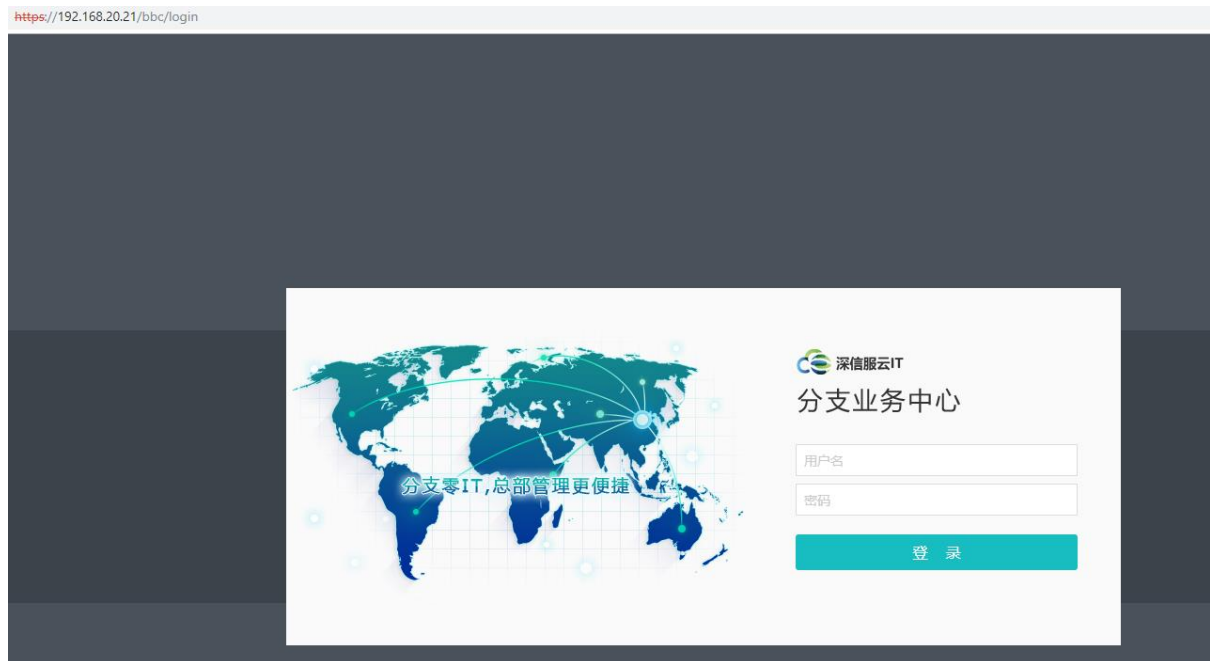 https://192.168.20.21/bbc/login
深信服云IT
分支业务中心
用户名
分支零IT,总部管理更便捷
密码
登 录